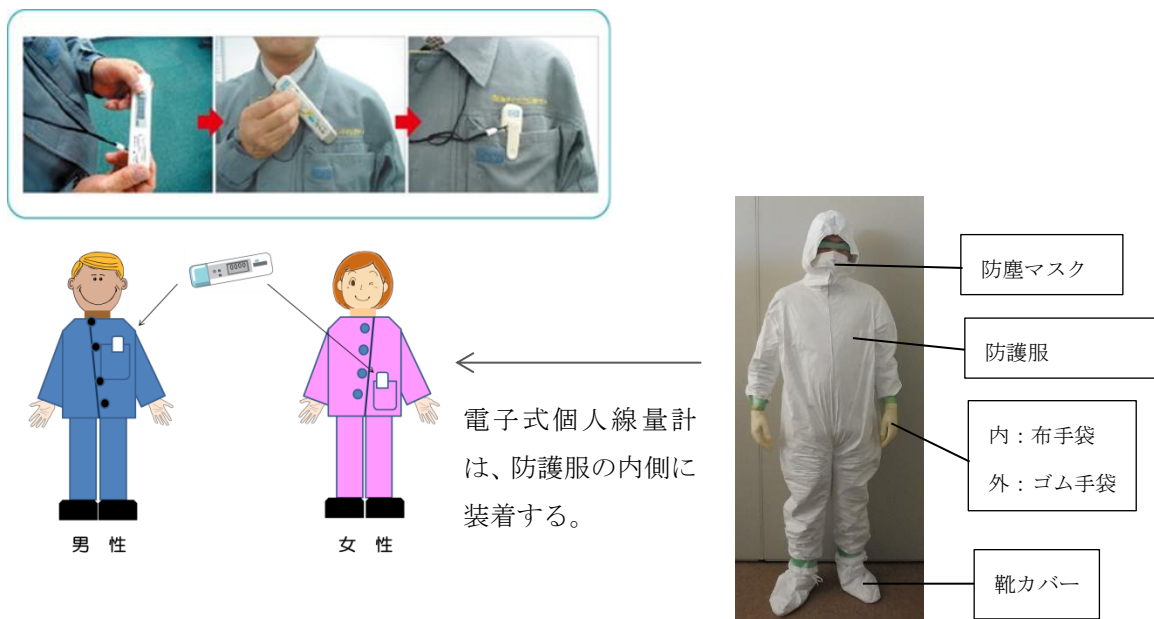 防塵マスク
防護服
内：布手袋
外：ゴム手袋
靴カバー
電子式個人線量計
は、防護服の内側に
装着する。
0000
男 性
女 性